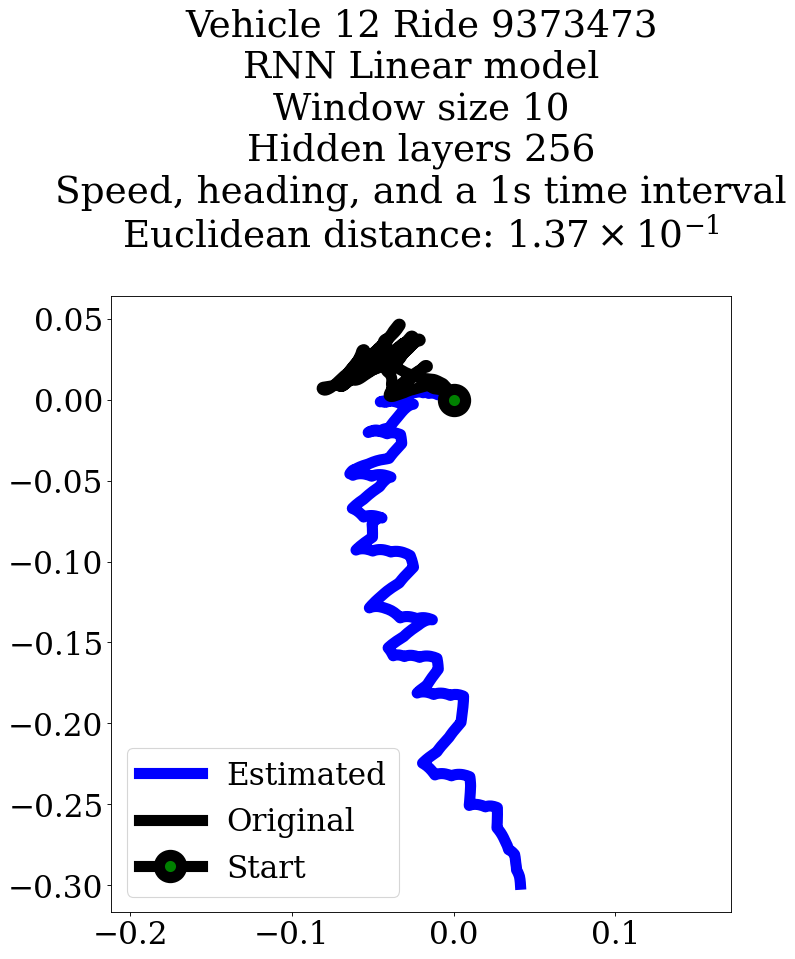 Vehicle 12 Ride 9373473
RNN Linear model
Window size 10
Hidden layers 256
Speed, heading, and a 1s time interval
Euclidean distance: 1.37 × 10⁻¹
0.05
0.00
−0.05
−0.10
−0.15
−0.20
−0.25
−0.30
Estimated
Original
Start
−0.2
−0.1
0.0
0.1